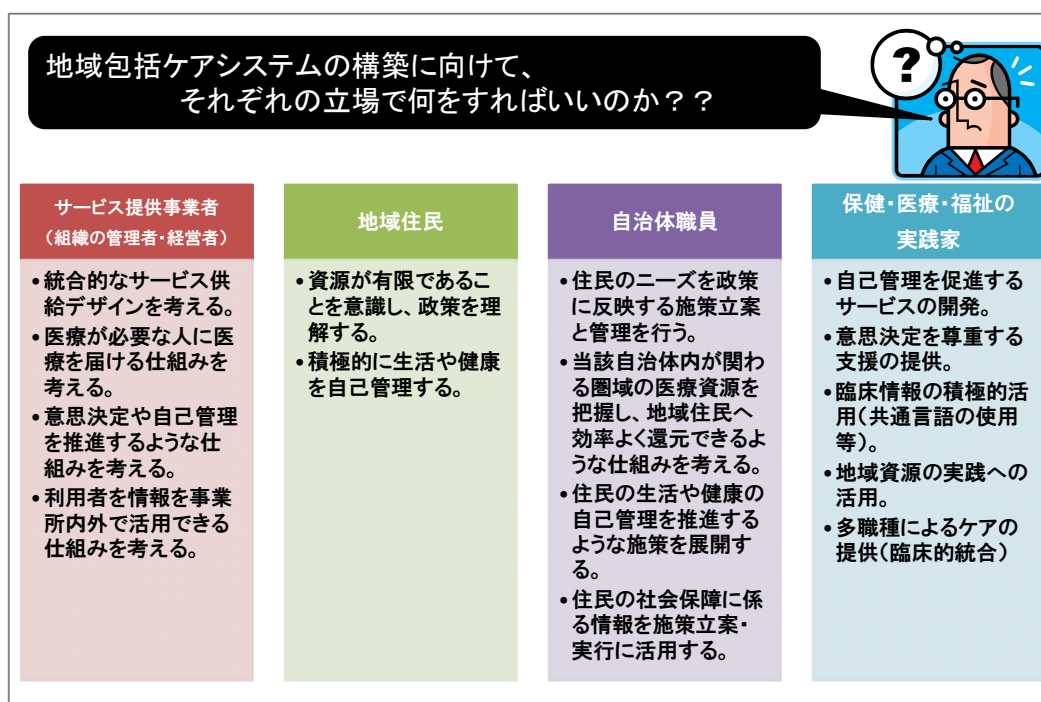 地域包括ケアシステムの構築に向けて、
それぞれの立場で何をすればいいのか？？
?
サービス提供事業者
（組織の管理者・経営者）
•統合的なサービス供
給デザインを考える。
•医療が必要な人に医
療を届ける仕組みを
考える。
•意思決定や自己管理
を推進するような仕
組みを考える。
•利用者を情報を事業
所内外で活用できる
仕組みを考える。
地域住民
•資源が有限であるこ
とを意識し、政策を理
解する。
•積極的に生活や健康
を自己管理する。
自治体職員
•住民のニーズを政策
に反映する施策立案
と管理を行う。
•当該自治体内が関わ
る圏域の医療資源を
把握し、地域住民へ
効率よく還元できるよ
うな仕組みを考える。
•住民の生活や健康の
自己管理を推進する
ような施策を展開す
る。
•住民の社会保障に係
る情報を施策立案・
実行に活用する。
保健・医療・福祉の
実践家
•自己管理を促進する
サービスの開発。
•意思決定を尊重する
支援の提供。
•臨床情報の積極的活
用（共通言語の使用
等）。
•地域資源の実践への
活用。
•多職種によるケアの
提供（臨床的統合）